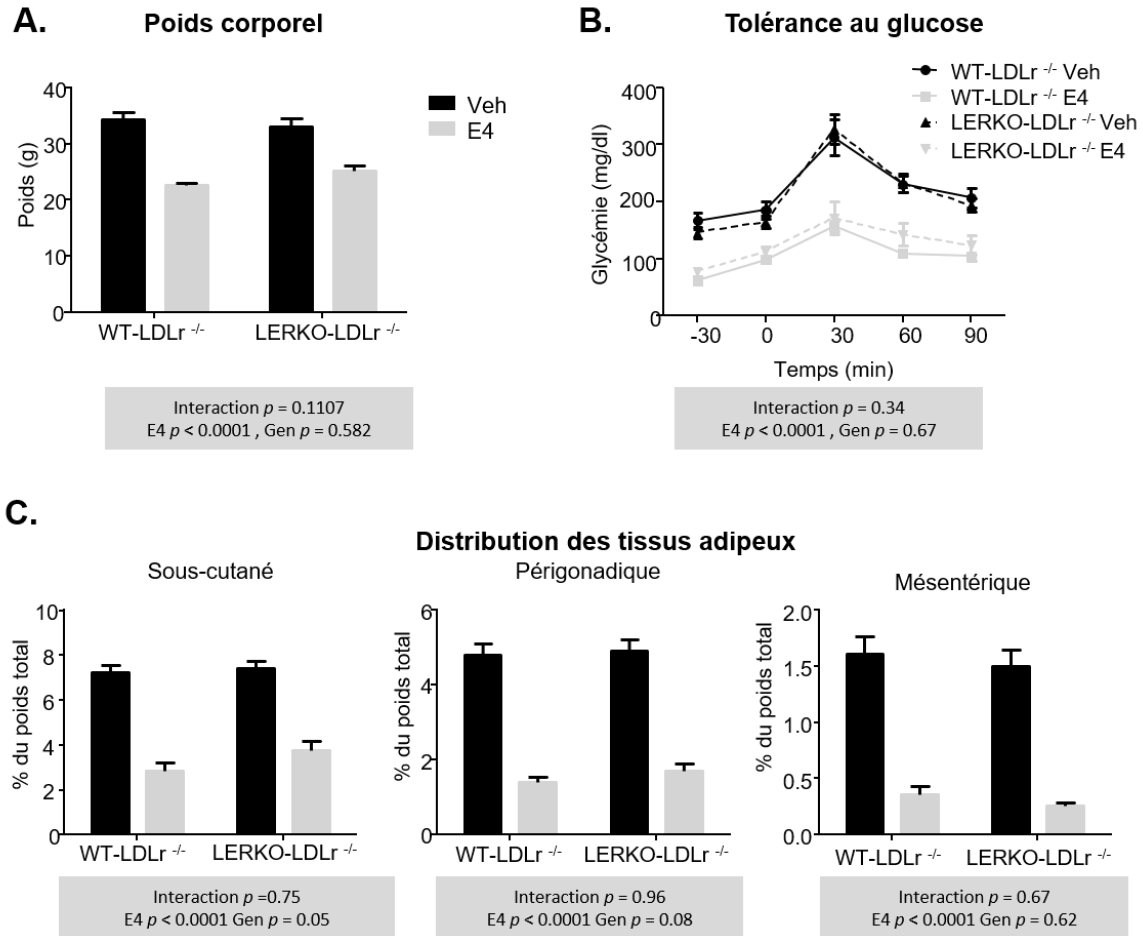 A.
Poids corporel
40
30
20
10
0
Poids (g)
Veh
E4
WT-LDLr -/-
LERKO-LDLr -/-
Interaction p = 0.1107
E4 p < 0.0001 , Gen p = 0.582
B.
Tolérance au glucose
WT-LDLr -/- Veh
WT-LDLr -/- E4
LERKO-LDLr -/- Veh
LERKO-LDLr -/- E4
400
300
200
100
0
Glycémie (mg/dl)
-30 0 30 60 90
Temps (min)
Interaction p = 0.34
E4 p < 0.0001 , Gen p = 0.67
C.
Distribution des tissus adipeux
Sous-cutané
10
8
6
4
2
0
% du poids total
WT-LDLr -/- LERKO-LDLr -/-
Interaction p =0.75
E4 p < 0.0001 Gen p = 0.05
Périgonadique
6
4
2
0
% du poids total
WT-LDLr -/- LERKO-LDLr -/-
Interaction p = 0.96
E4 p < 0.0001 Gen p = 0.08
Mésentérique
2.0
1.5
1.0
0.5
0.0
% du poids total
WT-LDLr -/- LERKO-LDLr -/-
Interaction p = 0.67
E4 p < 0.0001 Gen p = 0.62